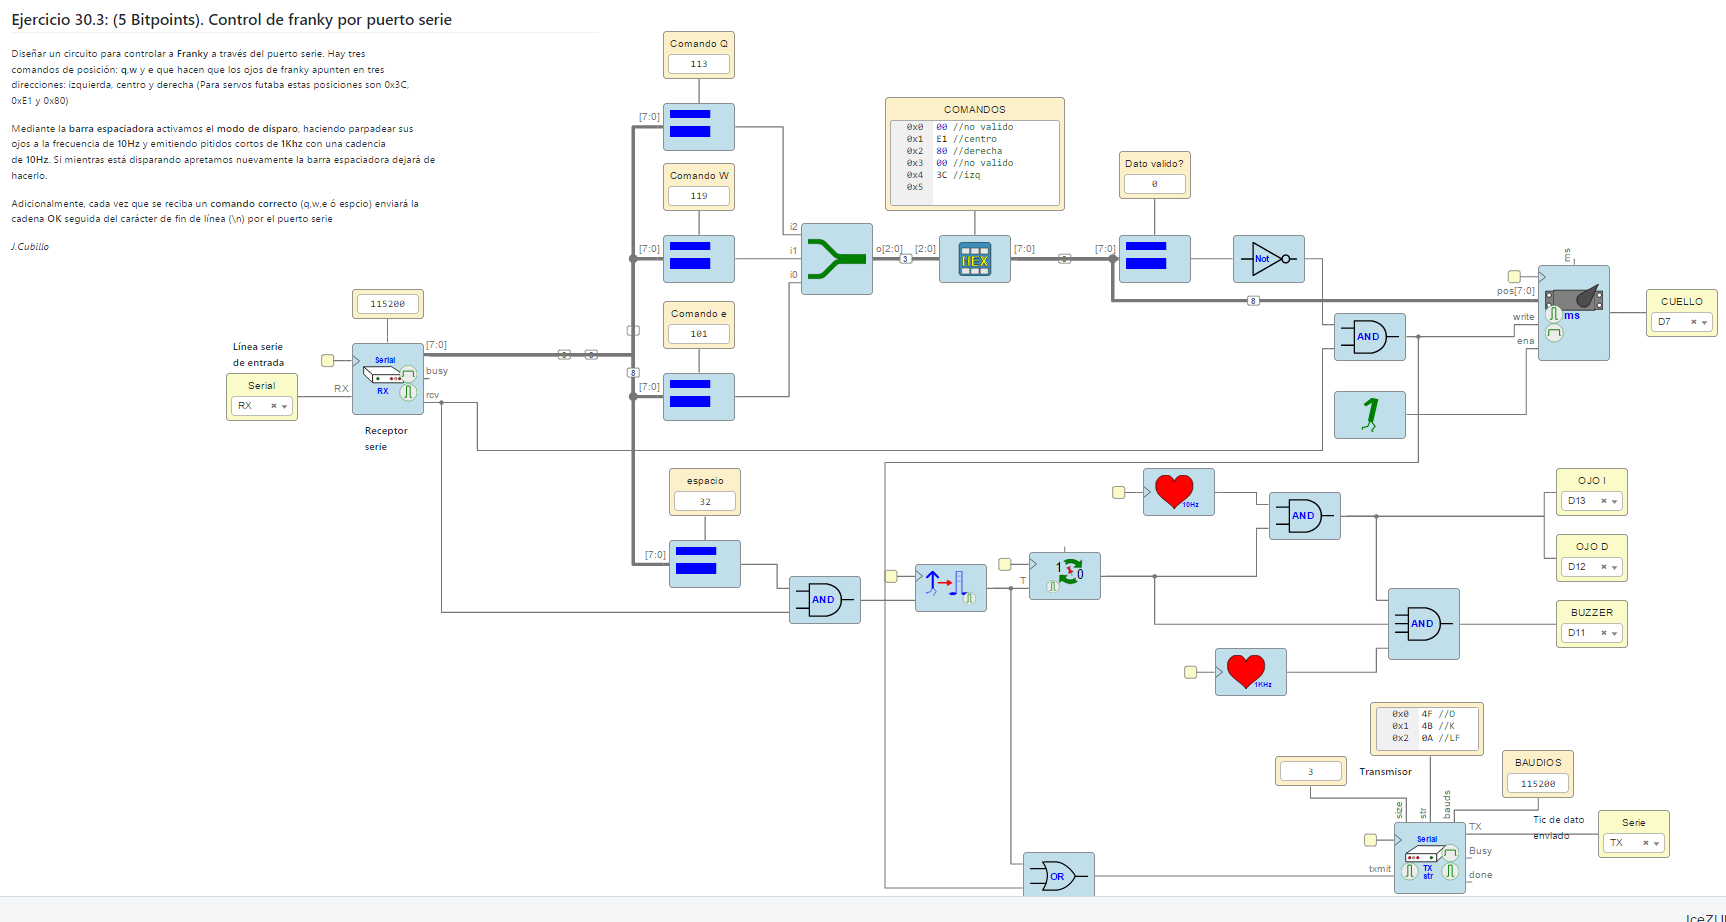 Ejercicio 30.3: (5 Bitpoints). Control de franky por puerto serie
Diseñar un circuito para controlar a Franky a través del puerto serie. Hay tres
comandos de posición: q,w y e que hacen que los ojos de franky apunten en tres
direcciones: izquierda, centro y derecha (Para servos futaba estas posiciones son 0x3C,
0xE1 y 0x80)
Mediante la barra espaciadora activamos el modo de disparo, haciendo parpadear sus
ojos a la frecuencia de 10Hz y emitiendo pitidos cortos de 1Khz con una cadencia
de 10Hz. Si mientras está disparando apretamos nuevamente la barra espaciadora dejará de
hacerlo.
Adicionalmente, cada vez que se reciba un comando correcto (q,w,e ó espcio) enviará la
cadena OK seguida del carácter de fin de línea (\n) por el puerto serie
J.Cubillo
Comando Q
113
[7:0]
Comando W
119
[7:0]
Comando e
101
[7:0]
i2
i1
i0
o[2:0]
3
[2:0]
COMANDOS
0x0 00 //no valido
0x1 E1 //centro
0x2 80 //derecha
0x3 00 //no valido
0x4 3C //izq
0x5
HEX
[7:0]
8
[7:0]
Dato valido?
0
Not
8
AND
ms
pos[7:0]
write
ena
ms
CUELLO
D7
1
115200
Línea serie
de entrada
Serial
RX
RX
Serial
RX
[7:0]
busy
rcv
8
8
8
Receptor
serie
espacio
32
[7:0]
AND
T
1
0
10Hz
AND
OJO I
D13
OJO D
D12
AND
BUZZER
D11
1KHz
0x0 4F //O
0x1 4B //K
0x2 0A //LF
3
Transmisor
BAUDIOS
115200
size
str
bauds
Serial
TX
str
txmit
TX
Busy
done
Tic de dato
enviado
Serie
TX
OR